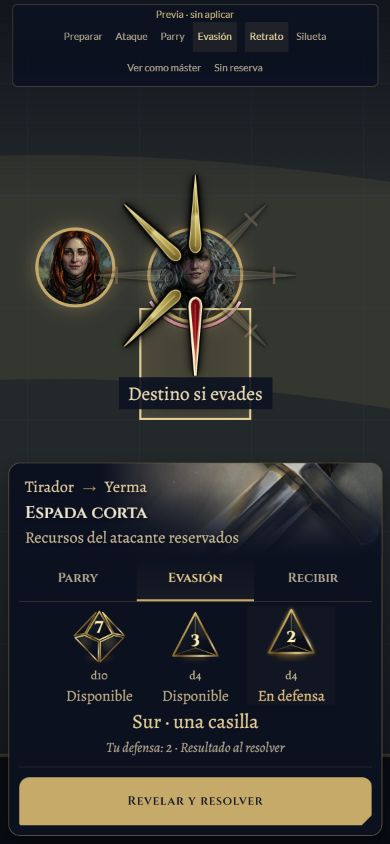 Previa · sin aplicar
Preparar Ataque Parry Evasión Retrato Silueta
Ver como máster Sin reserva
Destino si evades
Tirador → Yerma
Espada corta
Recursos del atacante reservados
Parry Evasión Recibir
7 3 2
d10 d4 d4
Disponible Disponible En defensa
Sur · una casilla
Tu defensa: 2 · Resultado al resolver
Revelar y resolver